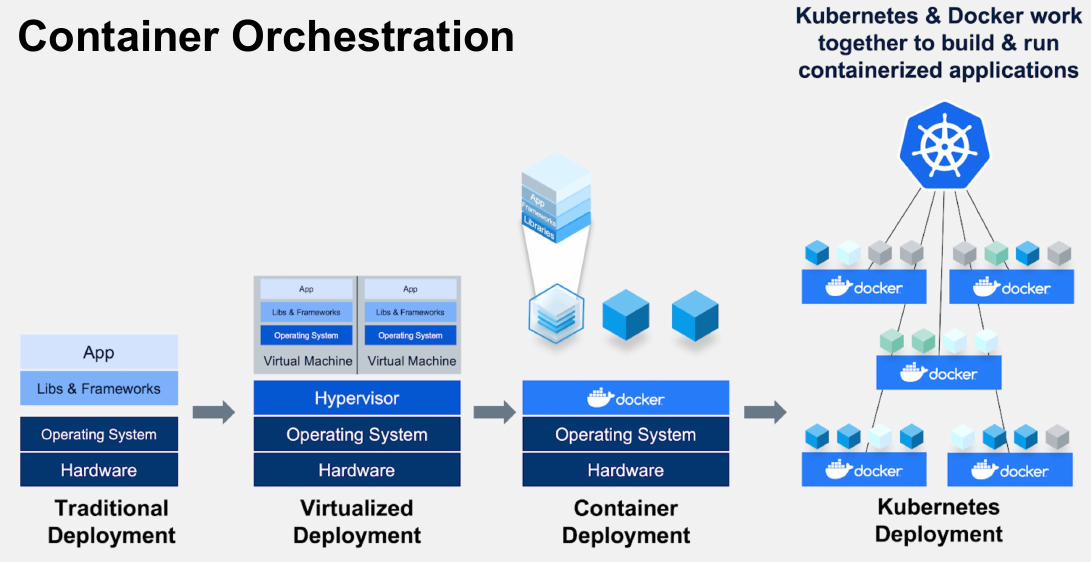 Container Orchestration
Kubernetes & Docker work
together to build & run
containerized applications
App
Libs & Frameworks
Operating System
Hardware
Traditional
Deployment
App
Libs & Frameworks
Operating System
Virtual Machine
App
Libs & Frameworks
Operating System
Virtual Machine
Hypervisor
Operating System
Hardware
Virtualized
Deployment
App
Frameworks
Libraries
docker
Operating System
Hardware
Container
Deployment
docker
docker
docker
docker
docker
Kubernetes
Deployment